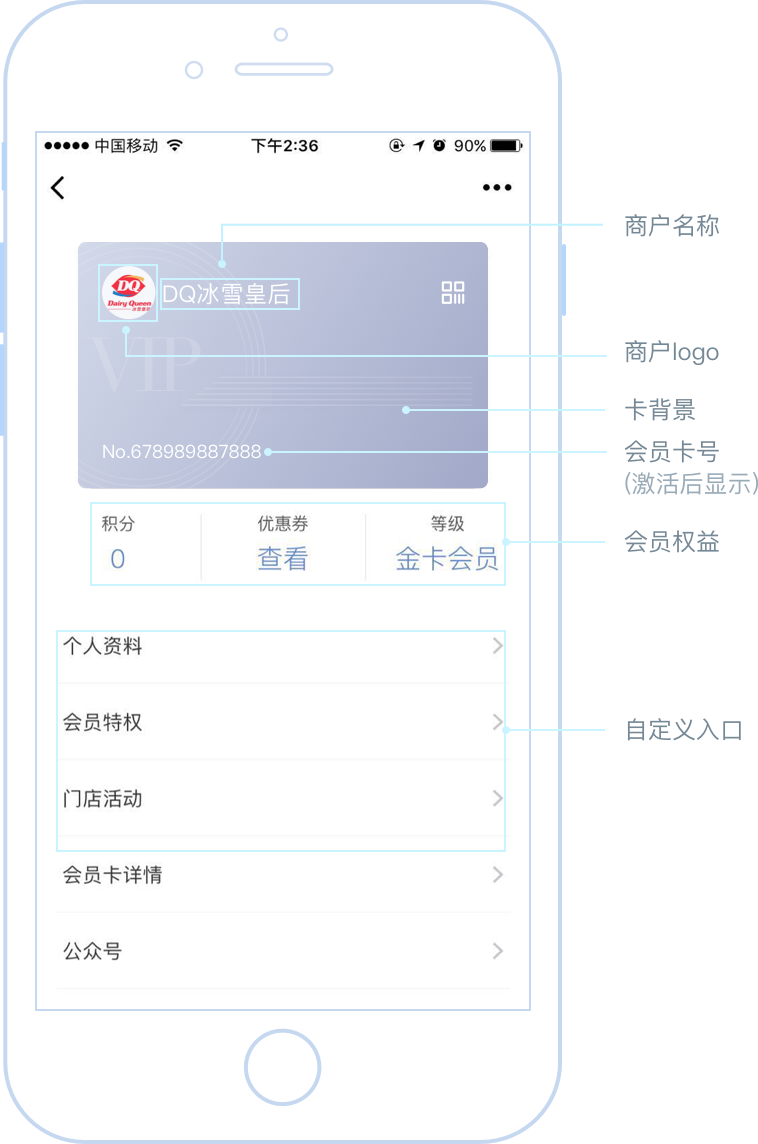 中国移动 下午2:36 90%
商户名称
DQ
Dairy Queen
冰雪皇后
DQ冰雪皇后
VIP
商户logo
卡背景
No.678989887888
会员卡号
(激活后显示)
积分 优惠券 等级
0 查看 金卡会员
会员权益
个人资料
会员特权
自定义入口
门店活动
会员卡详情
公众号